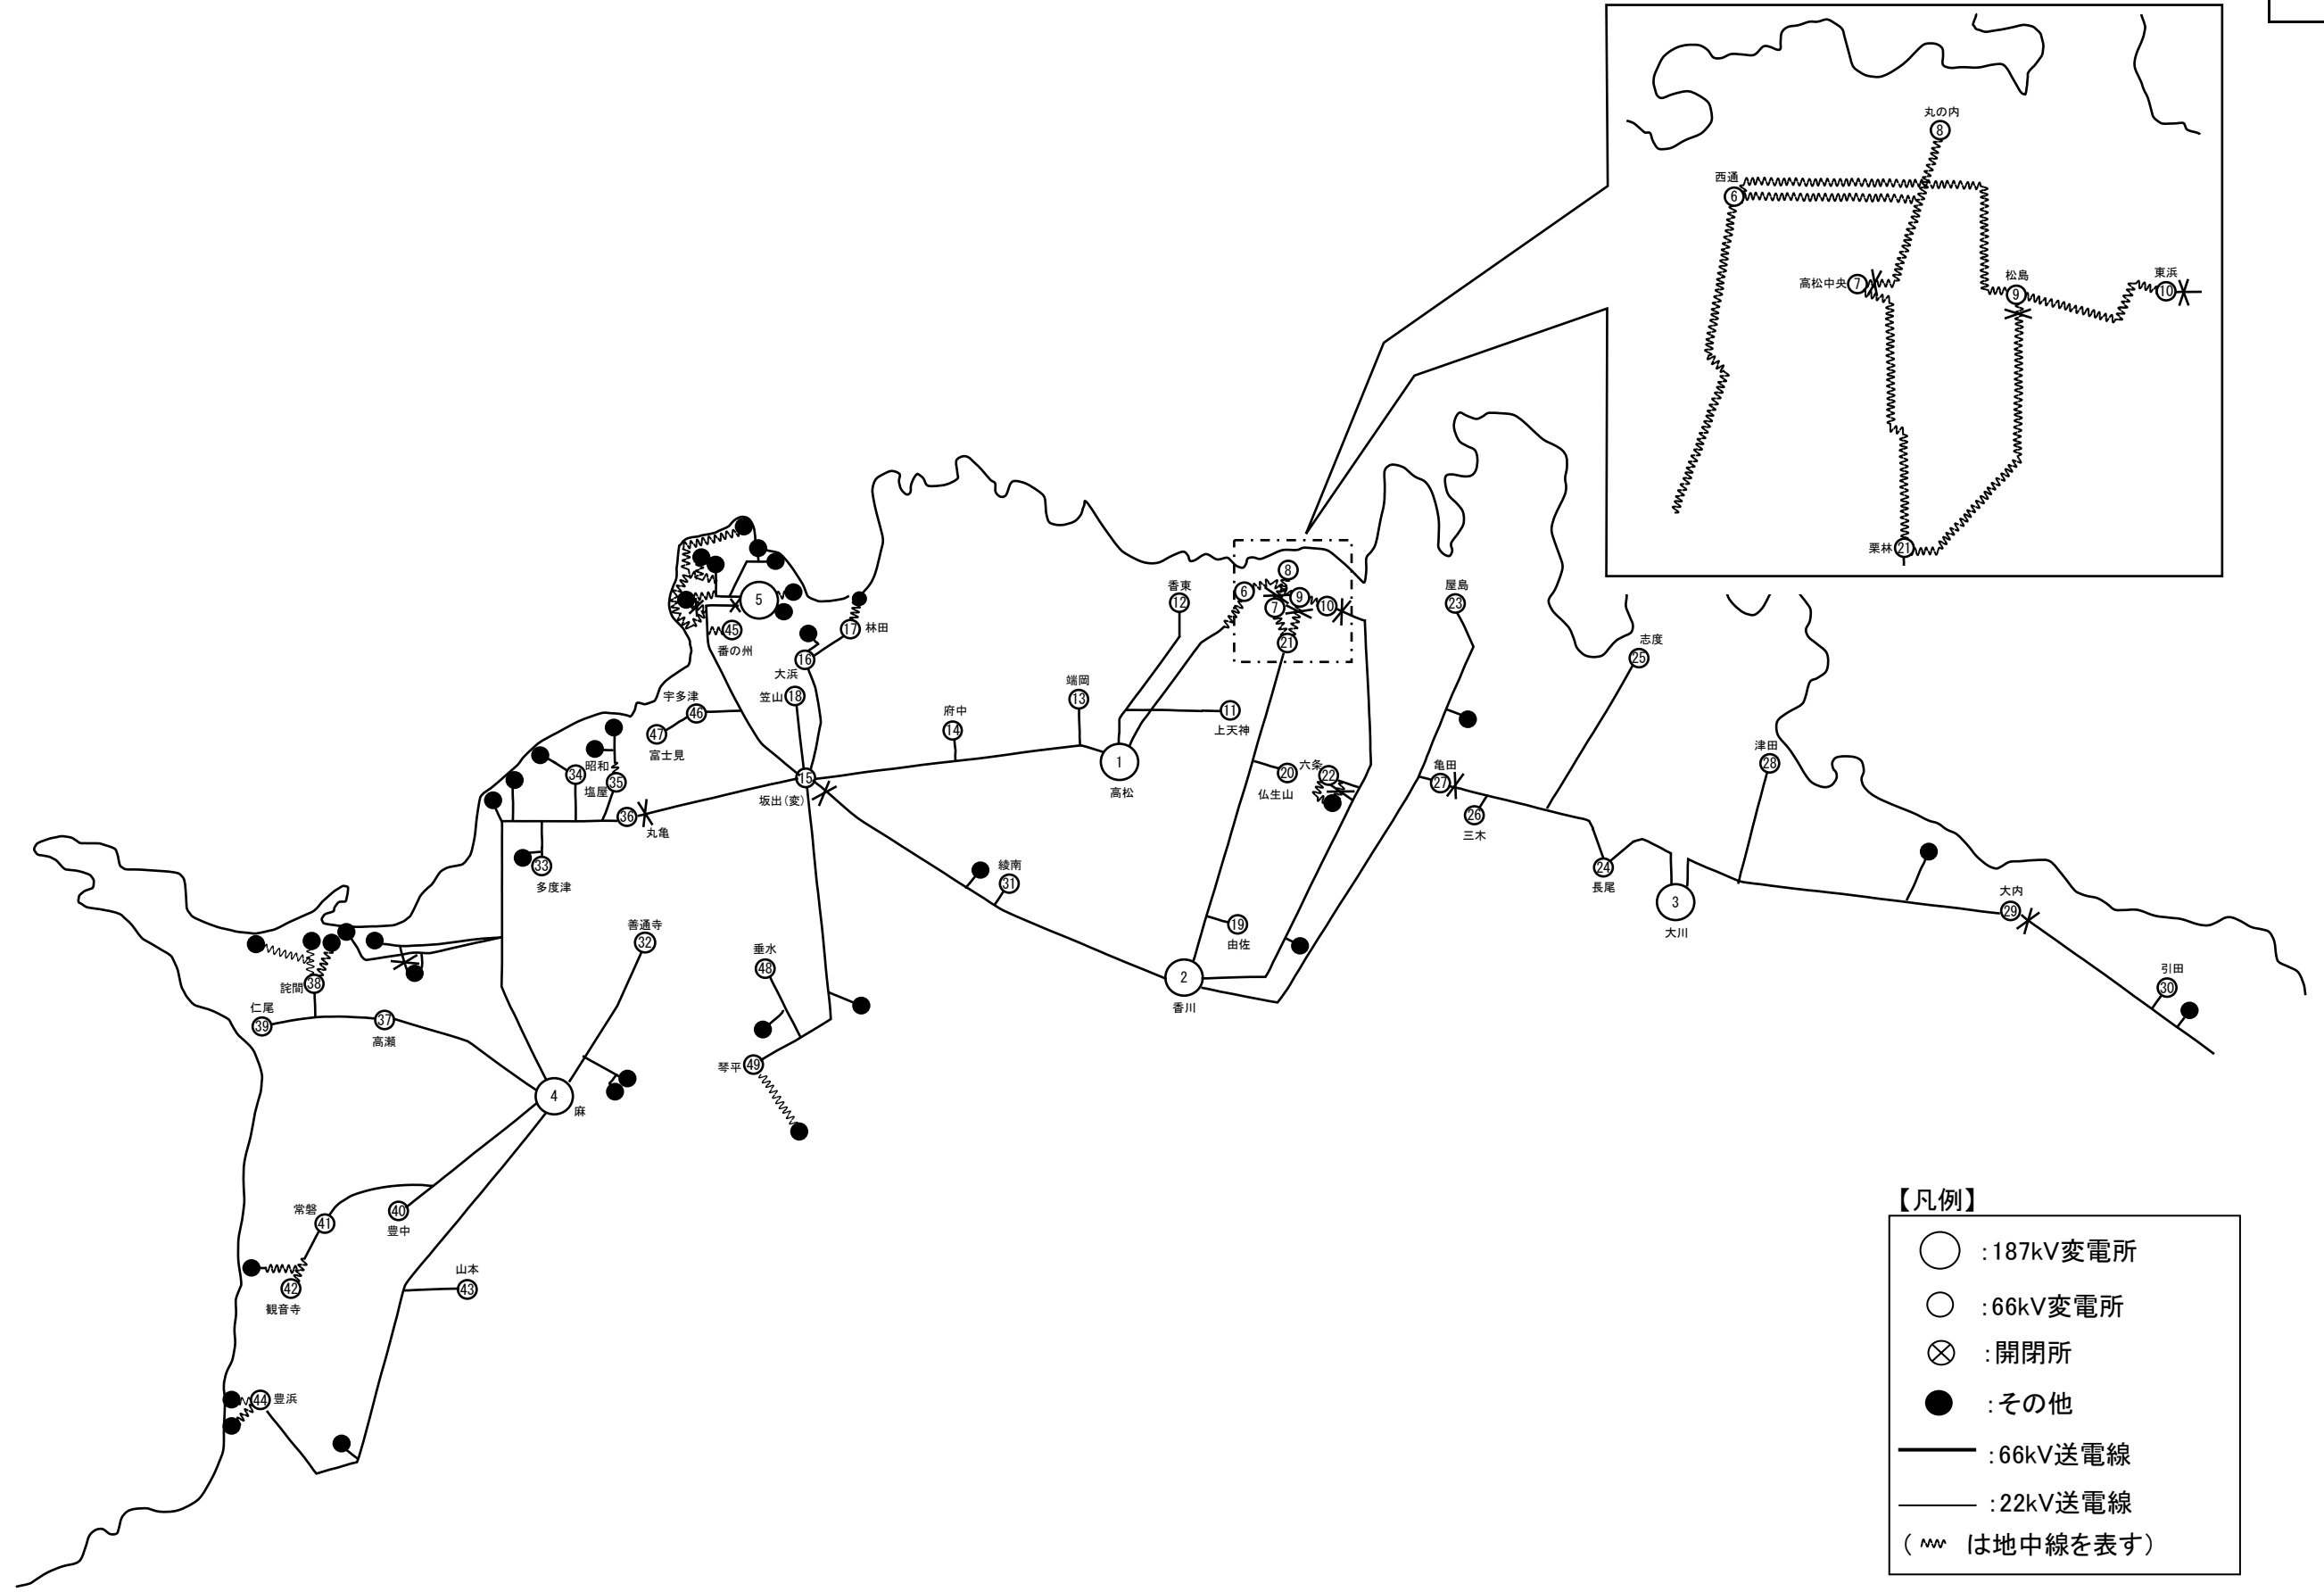 丸の内
8
西通
6
高松中央 7
松島
9
東浜
10
栗林 21
香東
12
8
6
9
7
10
21
屋島
23
志度
25
5
45
番の州
17 林田
16
大浜
笠山 18
宇多津
46
47
富士見
端岡
13
府中
14
11
上天神
1
高松
津田
28
昭和
34
35
塩屋
15
坂出(変)
36
丸亀
20
仏生山
六条
22
亀田
27
26
三木
33
多度津
綾南
31
24
長尾
3
大川
大内
29
善通寺
32
19
由佐
垂水
48
2
香川
引田
30
詫間 38
仁尾
39
37
高瀬
琴平 49
4
麻
常磐
41
40
豊中
42
観音寺
山本
43
44 豊浜
【凡例】
:187kV変電所
:66kV変電所
:開閉所
:その他
:66kV送電線
:22kV送電線
( は地中線を表す)